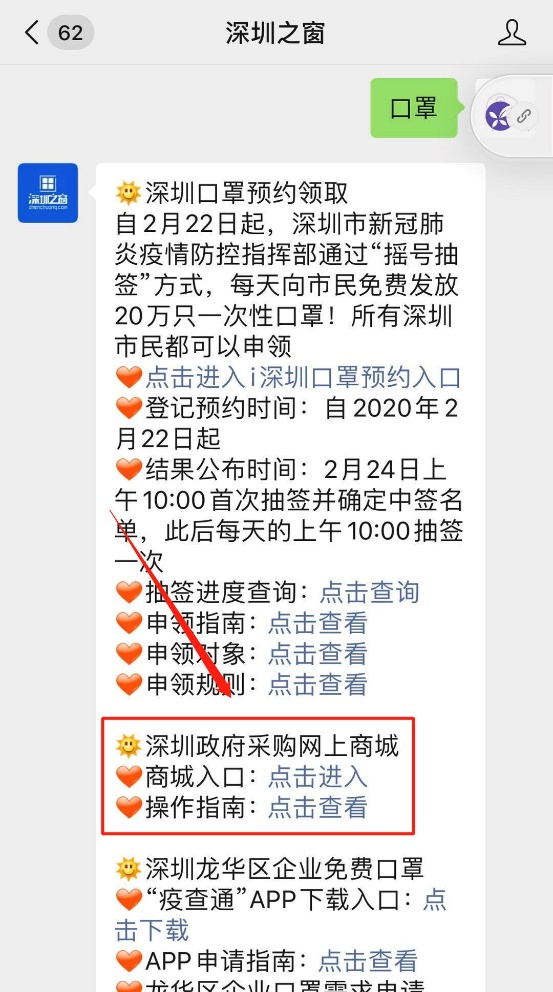 62
深圳之窗
口罩
深圳之窗
shenchuang.com
深圳口罩预约领取
自2月22日起，深圳市新冠肺
炎疫情防控指挥部通过“摇号抽
签”方式，每天向市民免费发放
20万只一次性口罩！所有深圳
市民都可以申领
点击进入i深圳口罩预约入口
登记预约时间：自2020年2
月22日起
结果公布时间：2月24日上
午10:00首次抽签并确定中签名
单，此后每天的上午10:00抽签
一次
抽签进度查询：点击查询
申领指南：点击查看
申领对象：点击查看
申领规则：点击查看
深圳政府采购网上商城
商城入口：点击进入
操作指南：点击查看
深圳龙华区企业免费口罩
“疫查通”APP下载入口：点
击下载
APP申请指南：点击查看
龙华区企业口罩需求申请